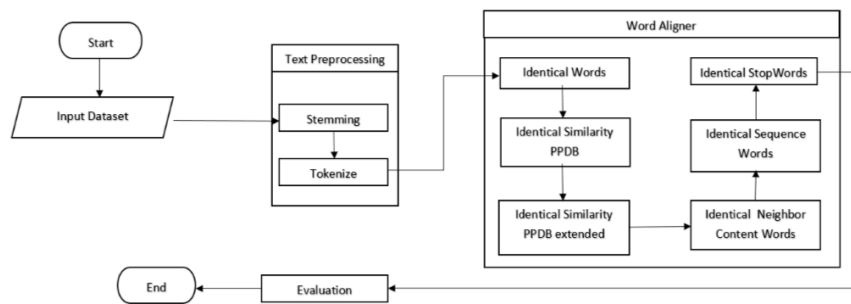 Start
Input Dataset
Text Preprocessing
Stemming
Tokenize
Word Aligner
Identical Words
Identical Similarity
PPDB
Identical Similarity
PPDB extended
Identical Neighbor
Content Words
Identical Sequence
Words
Identical StopWords
Evaluation
End